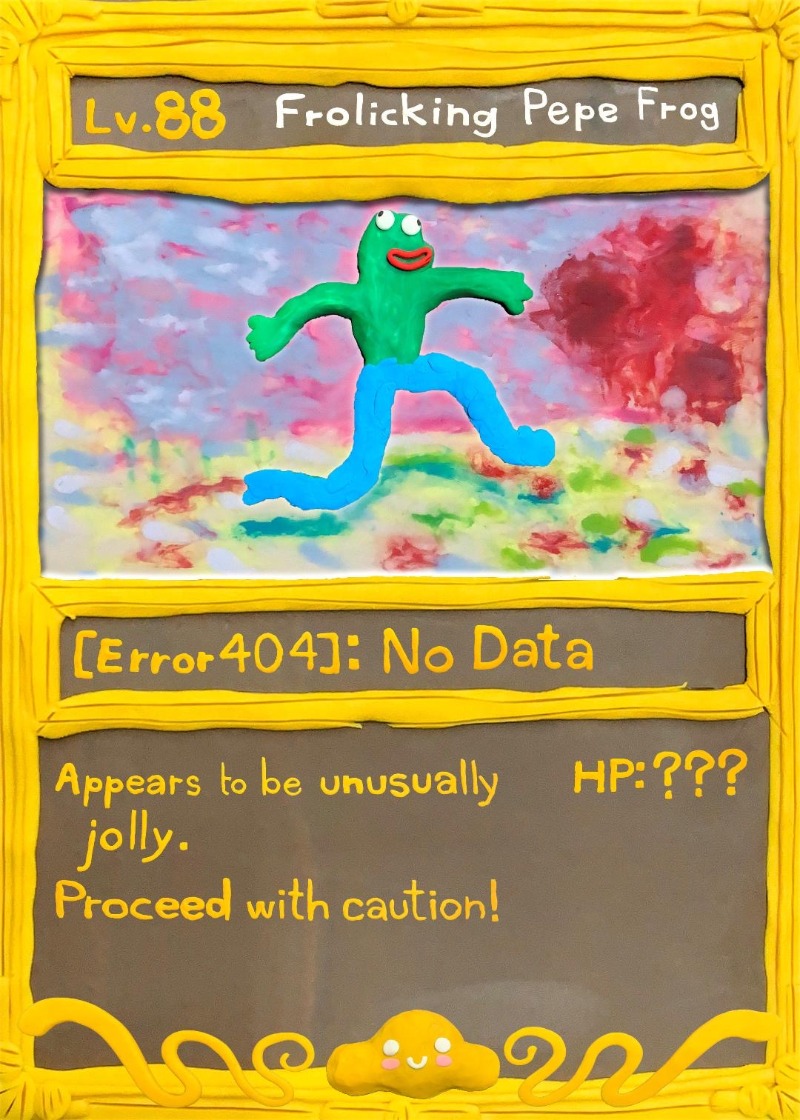 Lv.88 Frolicking Pepe Frog
[Error404]: No Data
Appears to be unusually HP:???
jolly.
Proceed with caution!